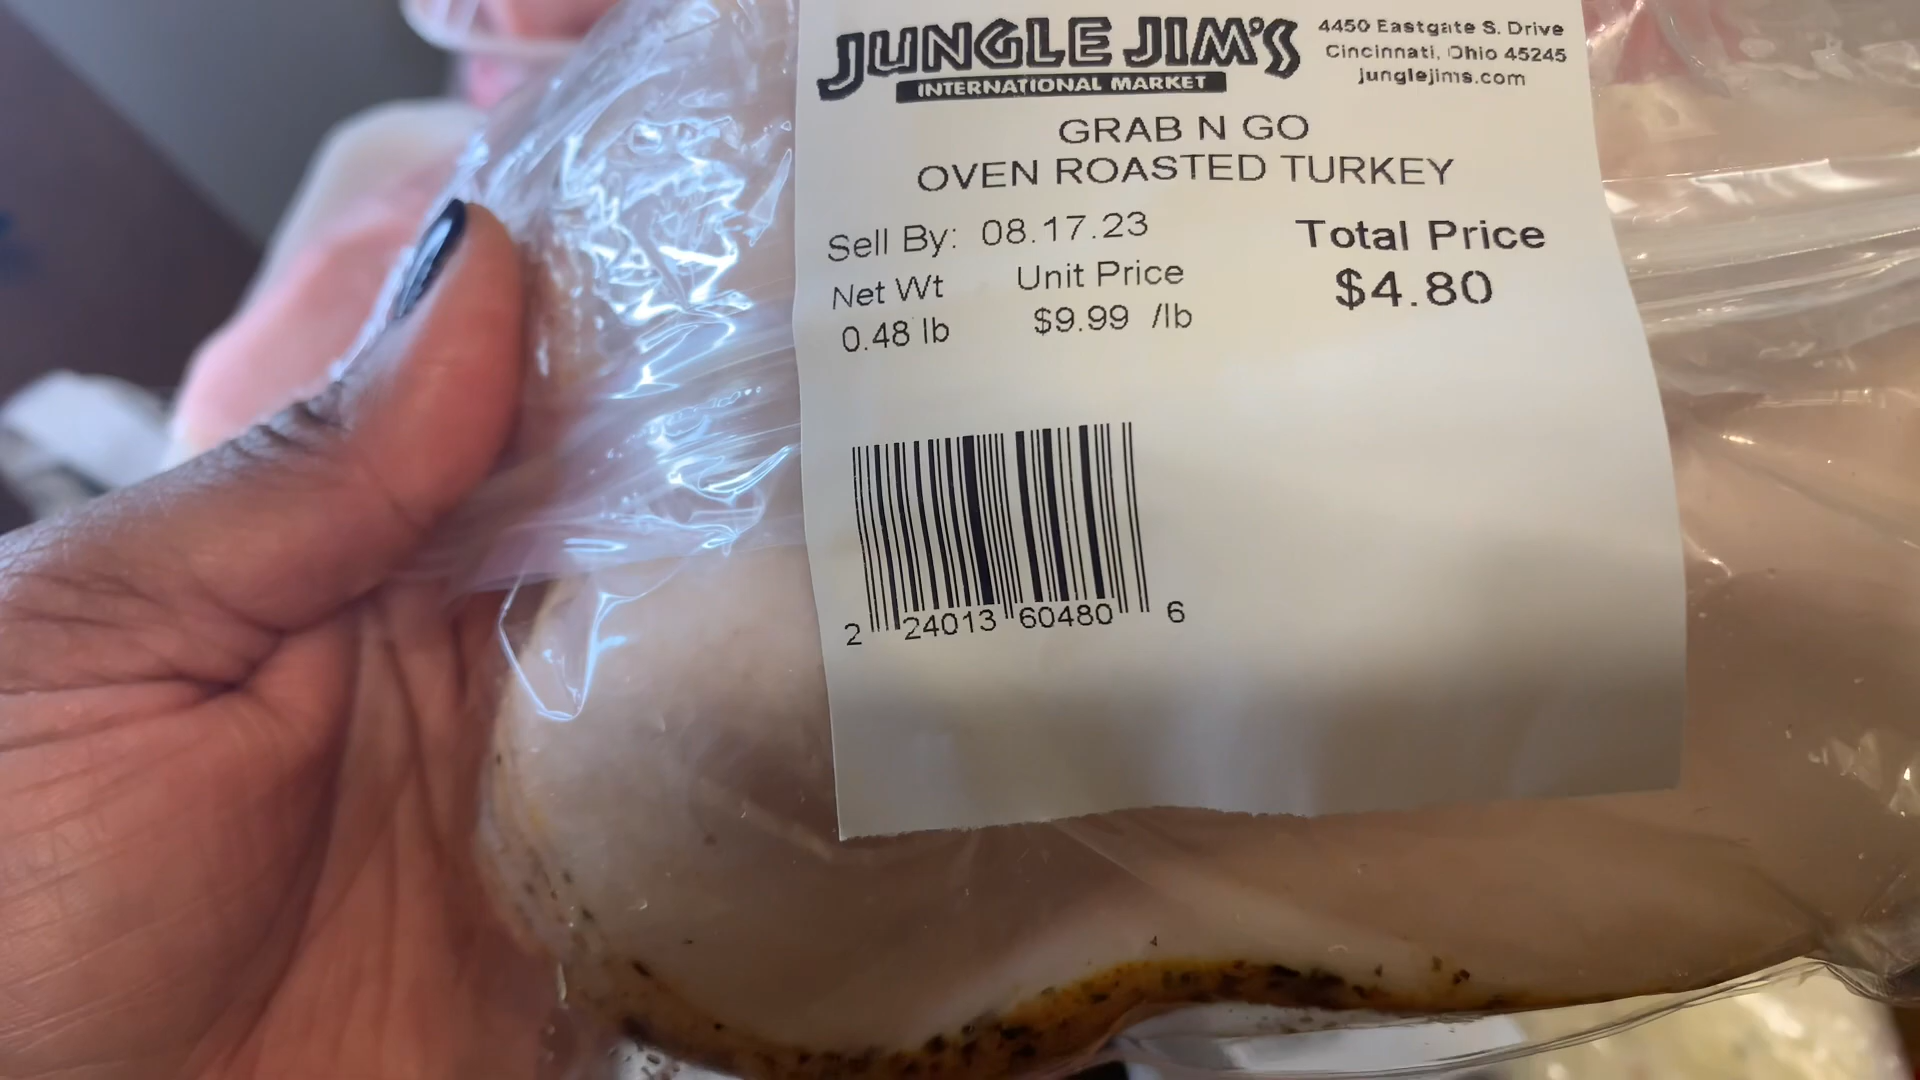 JUNGLE JIM'S
INTERNATIONAL MARKET
4450 Eastgate S. Drive
Cincinnati, Ohio 45245
junglejims.com
GRAB N GO
OVEN ROASTED TURKEY
Sell By: 08.17.23
Net Wt
0.48 lb
Unit Price
$9.99 /lb
Total Price
$4.80
2 24013 60480 6